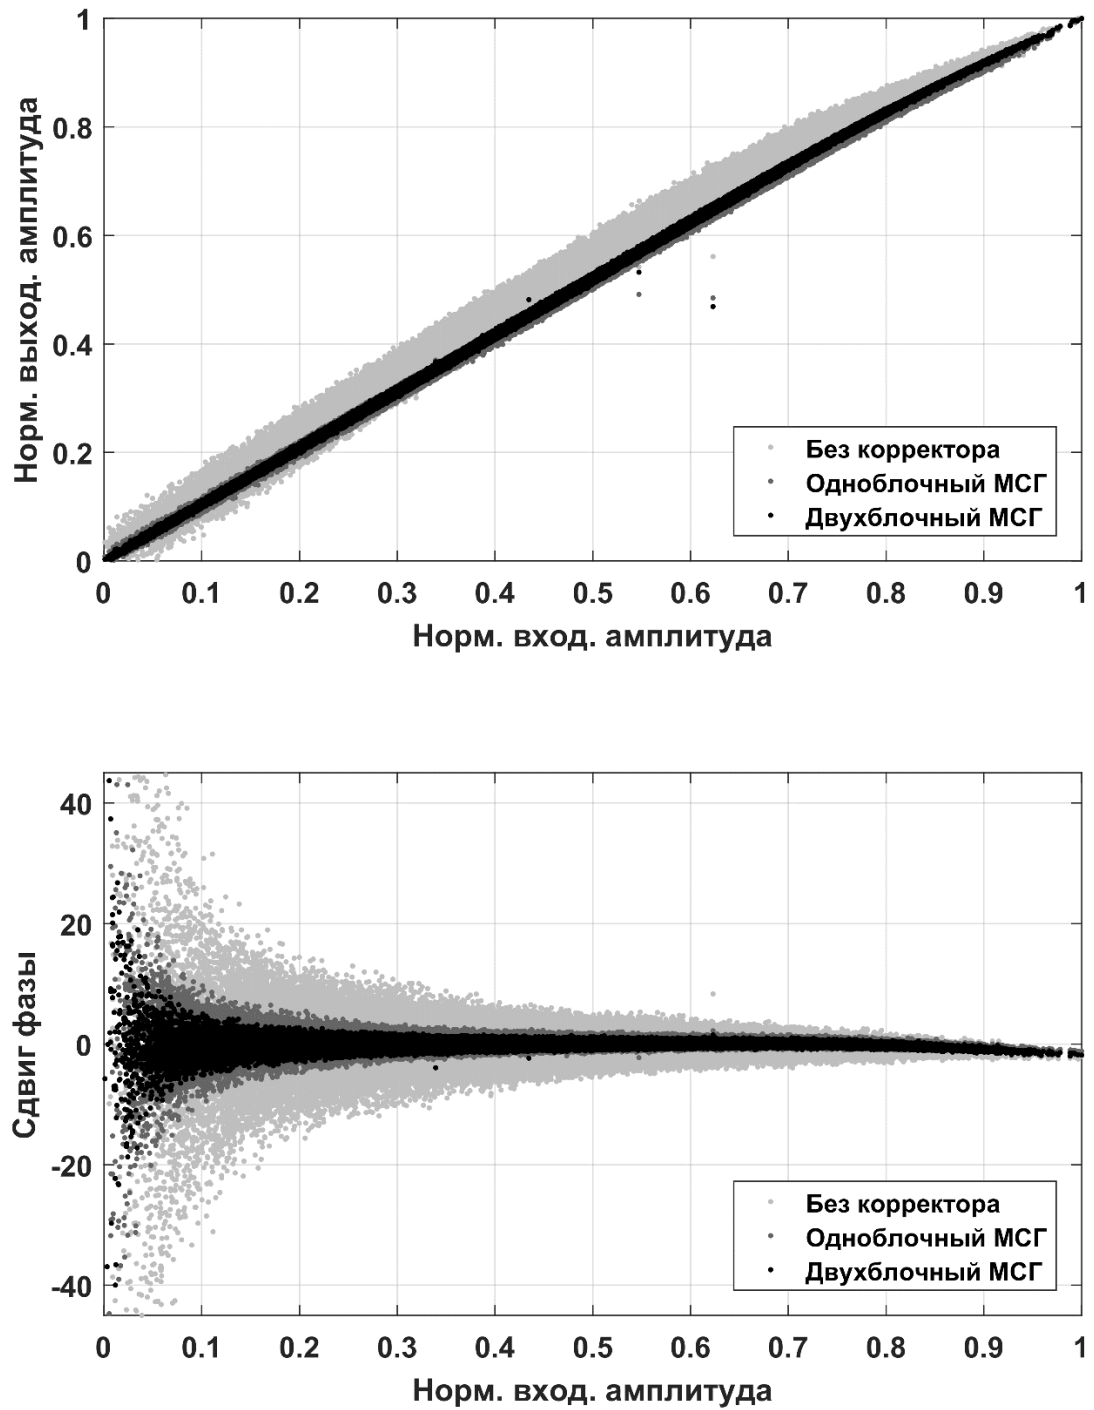 1
0.8
0.6
0.4
0.2
0
Норм. выход. амплитуда
Без корректора
Одноблочный МСГ
Двухблочный МСГ
0 0.1 0.2 0.3 0.4 0.5 0.6 0.7 0.8 0.9 1
Норм. вход. амплитуда
40
20
0
-20
-40
Сдвиг фазы
Без корректора
Одноблочный МСГ
Двухблочный МСГ
0 0.1 0.2 0.3 0.4 0.5 0.6 0.7 0.8 0.9 1
Норм. вход. амплитуда